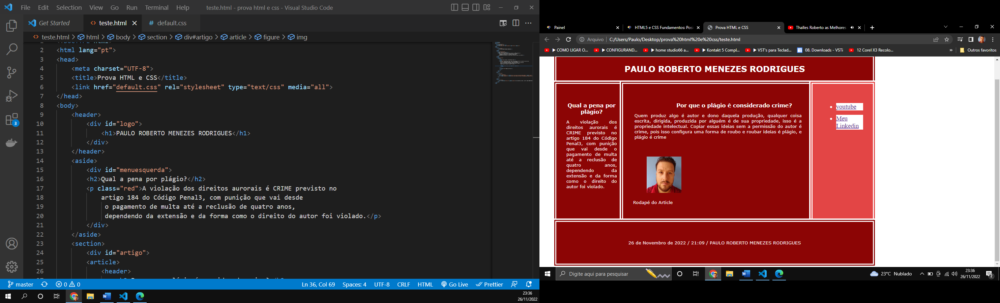 File Edit Selection View Go Run Terminal Help
teste.html - prova html e css - Visual Studio Code
Get Started
teste.html
# default.css
teste.html > html > body > section > div#artigo > article > figure > img
2 <html lang="pt">
3 <head>
4 <meta charset="UTF-8">
5 <title>Prova HTML e CSS</title>
6 <link href="default.css" rel="stylesheet" type="text/css" media="all">
7 </head>
8 <body>
9 <header>
10 <div id="logo">
11 <h1>PAULO ROBERTO MENEZES RODRIGUES</h1>
12 </div>
13 </header>
14 <aside>
15 <div id="menuesquerda">
16 <h2>Qual a pena por plágio?</h2>
17 <p class="red">A violação dos direitos aurorais é CRIME previsto no
18 artigo 184 do Código Penal3, com punição que vai desde
19 o pagamento de multa até a reclusão de quatro anos,
20 dependendo da extensão e da forma como o direito do autor foi violado.</p>
21 </div>
22 </aside>
23 <section>
24 <div id="artigo">
25 <article>
26 <header>
3
master
0 0
Ln 36, Col 69
Spaces: 4
UTF-8
CRLF
HTML
Go Live
Prettier
23:36
26/11/2022
Painel
HTML5 e CSS Fundamentos: Posi
Prova HTML e CSS
Thalles Roberto as Melhores
Arquivo
C:/Users/Paulo/Desktop/prova%20html%20e%20css/teste.html
COMO LIGAR O...
CONFIGURAND...
home studio66 a...
Kontakt 5 Compl...
VST's para Teclad...
08. Downloads - VSTi
12 Corel X3 Recolo...
Outros favoritos
PAULO ROBERTO MENEZES RODRIGUES
Qual a pena por
plágio?
A violação dos
direitos aurorais é
CRIME previsto no
artigo 184 do Código
Penal3, com punição
que vai desde o
pagamento de multa
até a reclusão de
quatro anos,
dependendo da
extensão e da forma
como o direito do
autor foi violado.
Por que o plágio é considerado crime?
Quem produz algo é autor e dono daquela produção, qualquer coisa
escrita, dirigida, produzida por alguém é de sua propriedade, isso é a
propriedade intelectual. Copiar essas ideias sem a permissão do autor é
crime, pois isso configura uma forma de roubo e roubar ideias é plágio, e
plágio é crime
Rodapé do Article
youtube
Meu
Linkedin
26 de Novembro de 2022 / 21:09 / PAULO ROBERTO MENEZES RODRIGUES
Digite aqui para pesquisar
23°C Nublado
23:36
26/11/2022
2